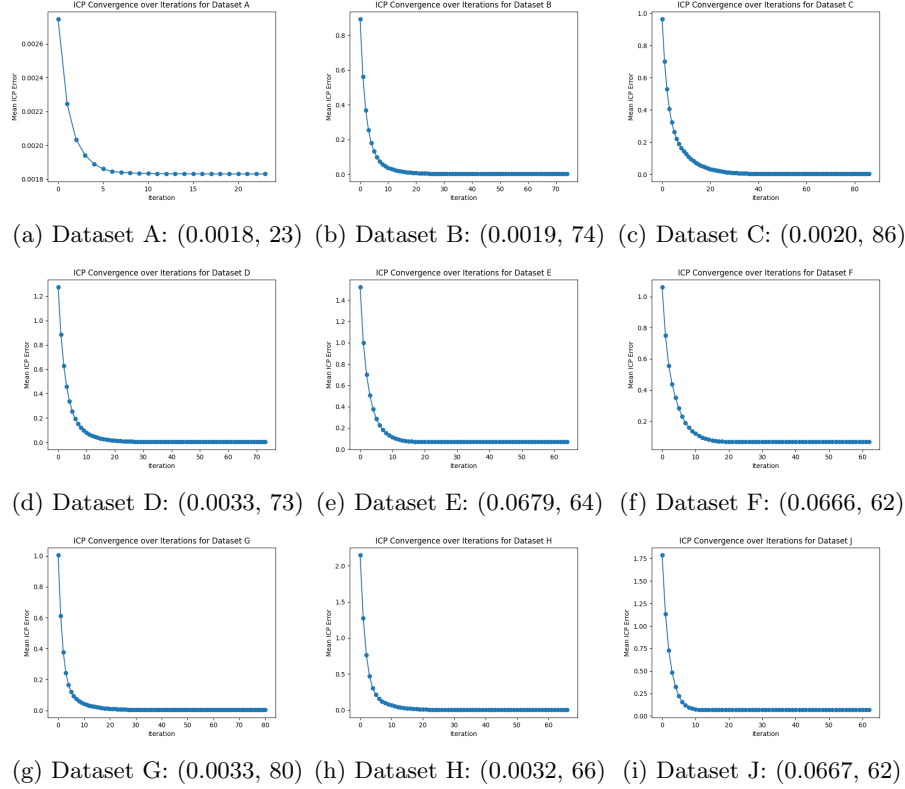 ICP Convergence over Iterations for Dataset A
0.0026
0.0024
0.0022
0.0020
0.0018
Mean ICP Error
0 5 10 15 20
Iteration
ICP Convergence over Iterations for Dataset B
0.8
0.6
0.4
0.2
0.0
Mean ICP Error
0 10 20 30 40 50 60 70
Iteration
ICP Convergence over Iterations for Dataset C
1.0
0.8
0.6
0.4
0.2
0.0
Mean ICP Error
0 20 40 60 80
Iteration
(a) Dataset A: (0.0018, 23) (b) Dataset B: (0.0019, 74) (c) Dataset C: (0.0020, 86)
ICP Convergence over Iterations for Dataset D
1.2
1.0
0.8
0.6
0.4
0.2
0.0
Mean ICP Error
0 10 20 30 40 50 60 70
Iteration
ICP Convergence over Iterations for Dataset E
1.4
1.2
1.0
0.8
0.6
0.4
0.2
0.0
Mean ICP Error
0 10 20 30 40 50 60
Iteration
ICP Convergence over Iterations for Dataset F
1.0
0.8
0.6
0.4
0.2
Mean ICP Error
0 10 20 30 40 50 60
Iteration
(d) Dataset D: (0.0033, 73) (e) Dataset E: (0.0679, 64) (f) Dataset F: (0.0666, 62)
ICP Convergence over Iterations for Dataset G
1.0
0.8
0.6
0.4
0.2
0.0
Mean ICP Error
0 10 20 30 40 50 60 70 80
Iteration
ICP Convergence over Iterations for Dataset H
2.0
1.5
1.0
0.5
0.0
Mean ICP Error
0 10 20 30 40 50 60
Iteration
ICP Convergence over Iterations for Dataset J
1.75
1.50
1.25
1.00
0.75
0.50
0.25
0.00
Mean ICP Error
0 10 20 30 40 50 60
Iteration
(g) Dataset G: (0.0033, 80) (h) Dataset H: (0.0032, 66) (i) Dataset J: (0.0667, 62)